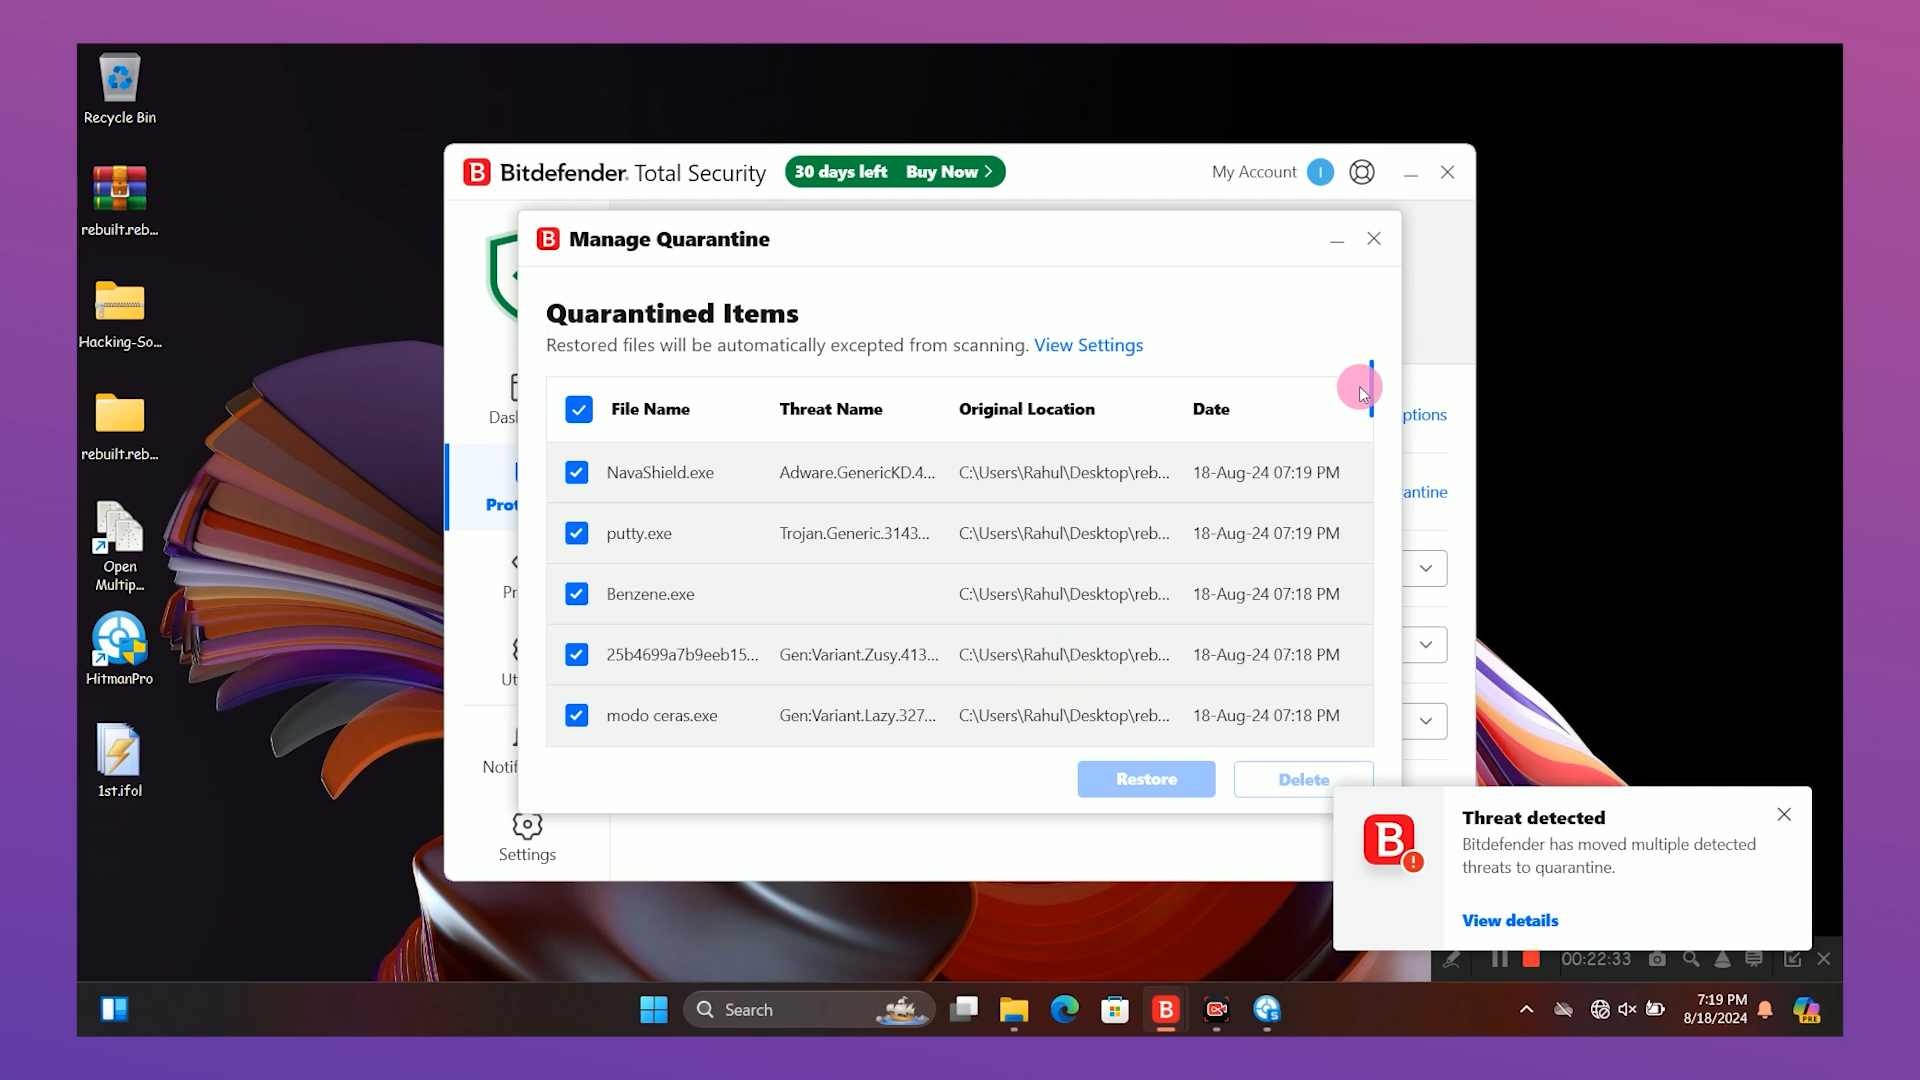 Recycle Bin
rebuilt.reb...
Hacking-So...
rebuilt.reb...
Open
Multip...
HitmanPro
1st.ifol
B Bitdefender Total Security
30 days left Buy Now >
My Account I
B Manage Quarantine
Quarantined Items
Restored files will be automatically excepted from scanning. View Settings
File Name Threat Name Original Location Date
NavaShield.exe Adware.GenericKD.4... C:\Users\Rahul\Desktop\reb... 18-Aug-24 07:19 PM
putty.exe Trojan.Generic.3143... C:\Users\Rahul\Desktop\reb... 18-Aug-24 07:19 PM
Benzene.exe C:\Users\Rahul\Desktop\reb... 18-Aug-24 07:18 PM
25b4699a7b9eeb15... Gen:Variant.Zusy.413... C:\Users\Rahul\Desktop\reb... 18-Aug-24 07:18 PM
modo ceras.exe Gen:Variant.Lazy.327... C:\Users\Rahul\Desktop\reb... 18-Aug-24 07:18 PM
Restore Delete
Das
Prot
Pr
Ut
Notif
Settings
ptions
antine
B Threat detected
Bitdefender has moved multiple detected
threats to quarantine.
View details
00:22:33
Search
B
7:19 PM
8/18/2024
PRE